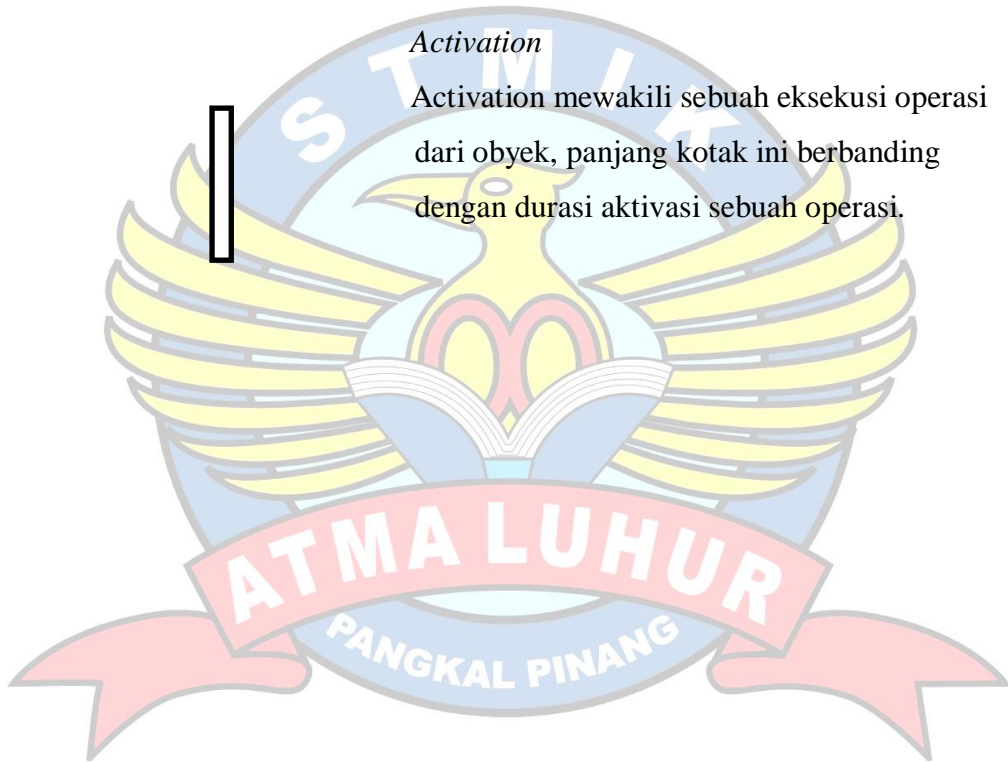 Activation
Activation mewakili sebuah eksekusi operasi
dari obyek, panjang kotak ini berbanding
dengan durasi aktivasi sebuah operasi.
STMIK
ATMA LUHUR
PANGKAL PINANG